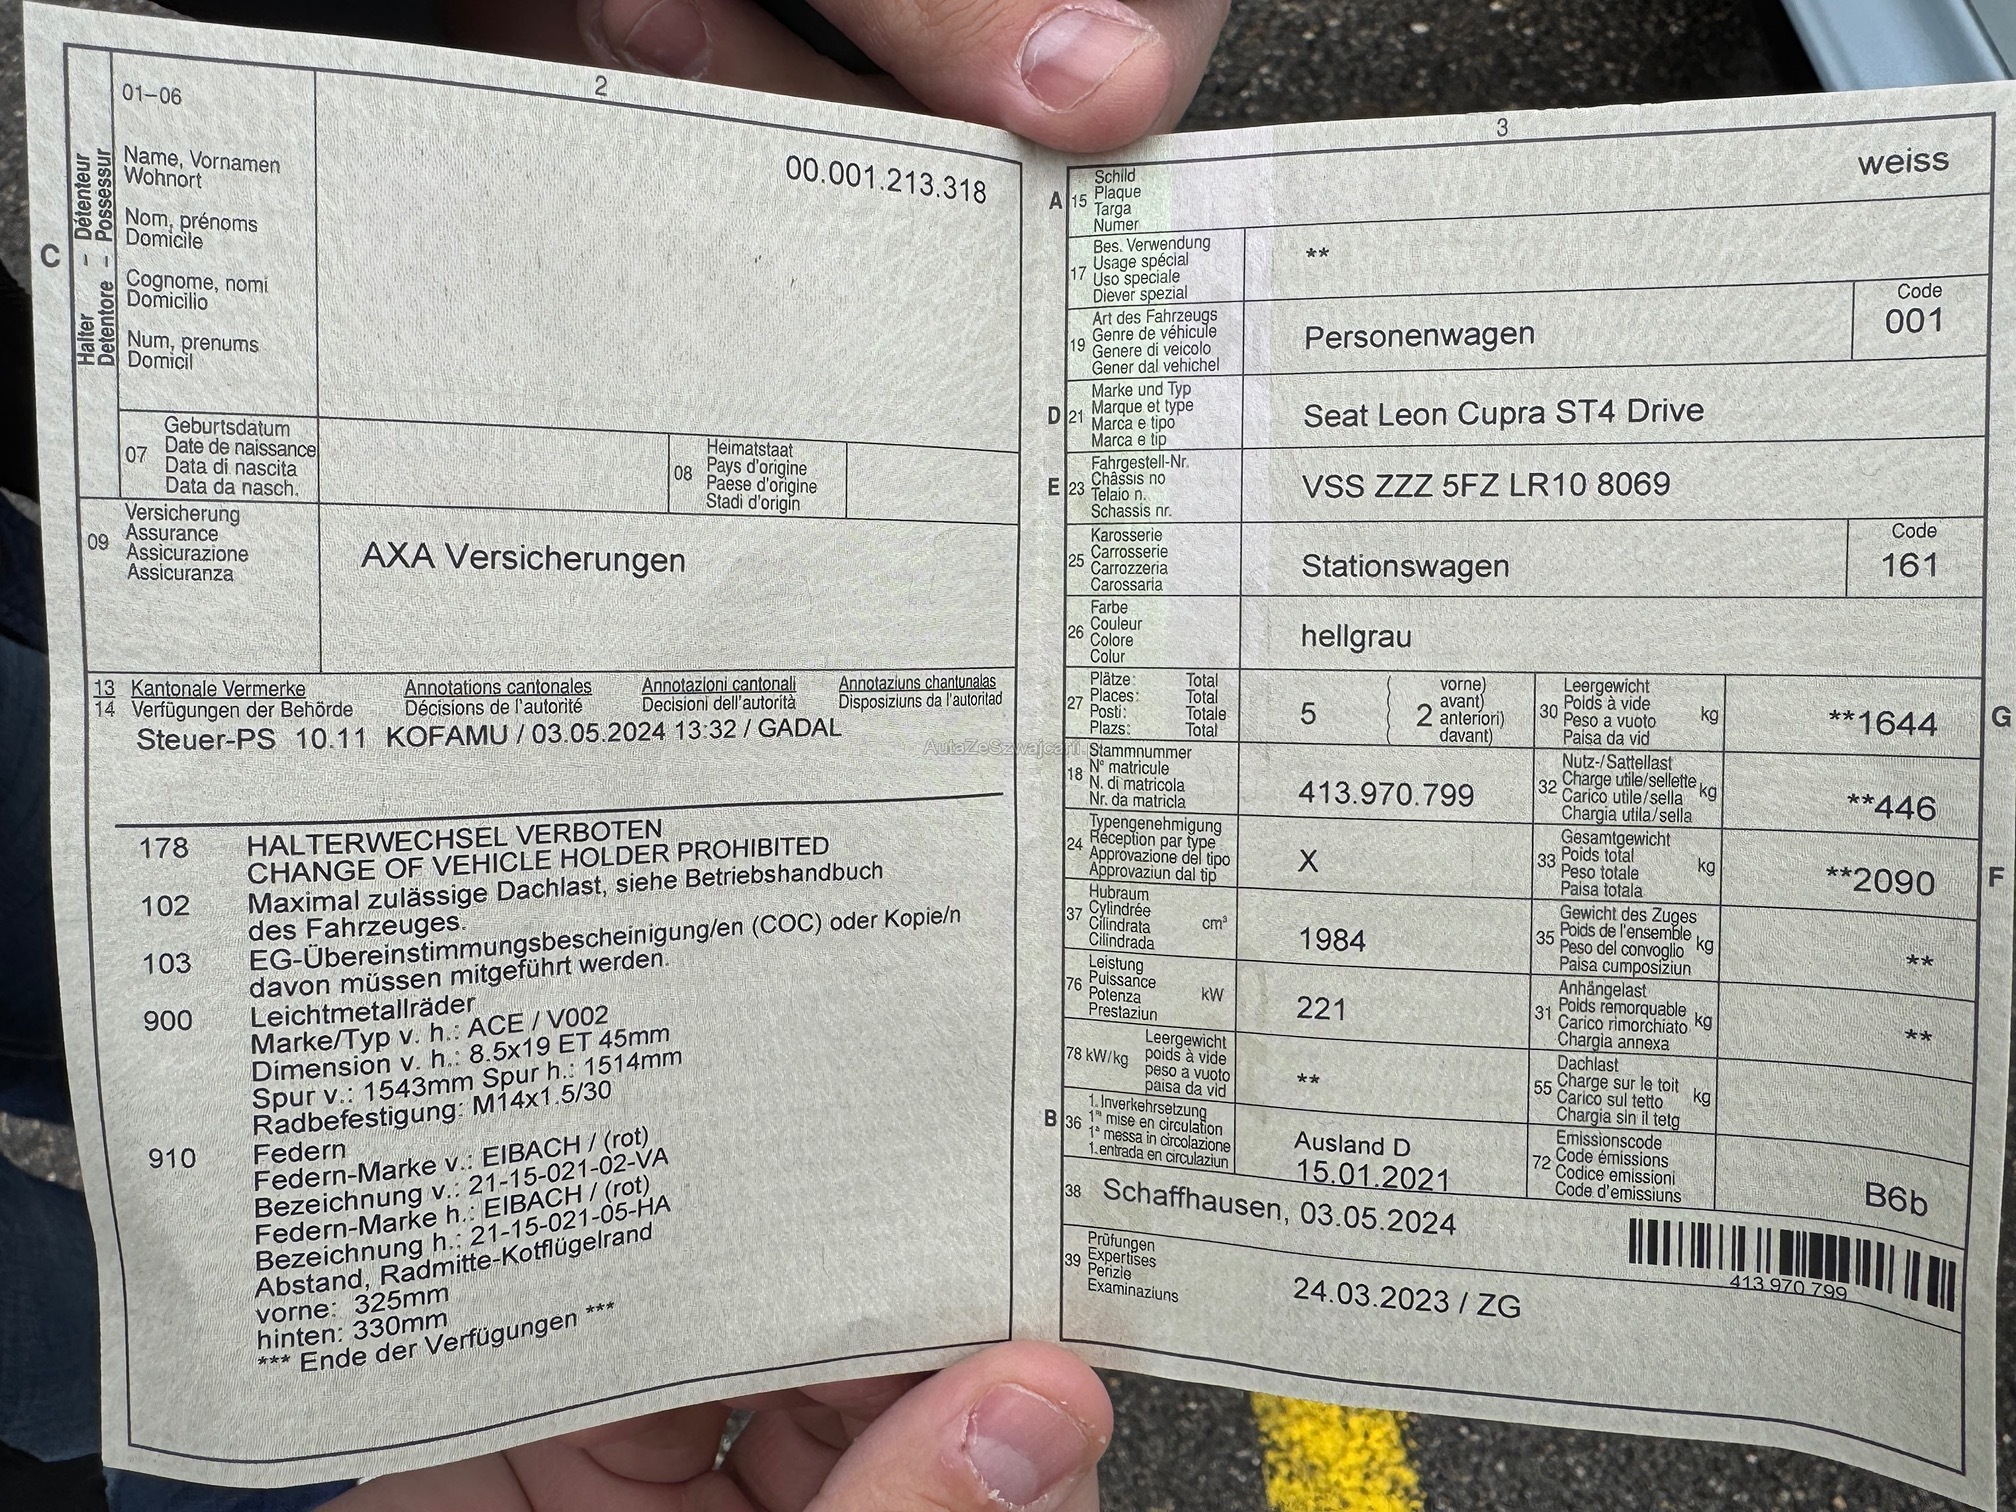 2
01–06
Name, Vornamen
Wohnort
Nom, prénoms
Domicile
Cognome, nomi
Domicilio
Num, prenums
Domicil
C
Halter – Détenteur
Detentore – Possessur
00.001.213.318
07
Geburtsdatum
Date de naissance
Data di nascita
Data da nasch.
08
Heimatstaat
Pays d'origine
Paese d'origine
Stadi d'origin
09
Versicherung
Assurance
Assicurazione
Assicuranza
AXA Versicherungen
13 Kantonale Vermerke Annotations cantonales Annotazioni cantonali Annotaziuns chantunalas
14 Verfügungen der Behörde Décisions de l'autorité Decisioni dell'autorità Disposiziuns da l'autoritad
Steuer-PS 10.11 KOFAMU / 03.05.2024 13:32 / GADAL
178 HALTERWECHSEL VERBOTEN
CHANGE OF VEHICLE HOLDER PROHIBITED
102 Maximal zulässige Dachlast, siehe Betriebshandbuch
des Fahrzeuges.
103 EG-Übereinstimmungsbescheinigung/en (COC) oder Kopie/n
davon müssen mitgeführt werden.
900 Leichtmetallräder
Marke/Typ v. h.: ACE / V002
Dimension v. h.: 8.5x19 ET 45mm
Spur v.: 1543mm Spur h.: 1514mm
Radbefestigung: M14x1.5/30
910 Federn
Federn-Marke v.: EIBACH / (rot)
Bezeichnung v.: 21-15-021-02-VA
Federn-Marke h.: EIBACH / (rot)
Bezeichnung h.: 21-15-021-05-HA
Abstand, Radmitte-Kotflügelrand
vorne: 325mm
hinten: 330mm
*** Ende der Verfügungen ***
AutaZeSzwajcarii
3
A 15
Schild
Plaque
Targa
Numer
weiss
17
Bes. Verwendung
Usage spécial
Uso speciale
Diever spezial
**
19
Art des Fahrzeugs
Genre de véhicule
Genere di veicolo
Gener dal vehichel
Personenwagen
Code
001
D 21
Marke und Typ
Marque et type
Marca e tipo
Marca e tip
Seat Leon Cupra ST4 Drive
E 23
Fahrgestell-Nr.
Châssis no
Telaio n.
Schassis nr.
VSS ZZZ 5FZ LR10 8069
25
Karosserie
Carrosserie
Carrozzeria
Carossaria
Stationswagen
Code
161
26
Farbe
Couleur
Colore
Colur
hellgrau
27
Plätze: Total
Places: Total
Posti: Totale
Plazs: Total
5
2
vorne)
avant)
anteriori)
davant)
30
Leergewicht
Poids à vide
Peso a vuoto
Paisa da vid
kg
**1644
G
18
Stammnummer
N° matricule
N. di matricola
Nr. da matricla
413.970.799
32
Nutz-/Sattellast
Charge utile/sellette
Carico utile/sella
Chargia utila/sella
kg
**446
24
Typengenehmigung
Réception par type
Approvazione del tipo
Approvaziun dal tip
X
33
Gesamtgewicht
Poids total
Peso totale
Paisa totala
kg
**2090
F
37
Hubraum
Cylindrée
Cilindrata
Cilindrada
cm³
1984
35
Gewicht des Zuges
Poids de l'ensemble
Peso del convoglio
Paisa cumposiziun
kg
**
76
Leistung
Puissance
Potenza
Prestaziun
kW
221
31
Anhängelast
Poids remorquable
Carico rimorchiato
Chargia annexa
kg
**
78 kW/kg
Leergewicht
poids à vide
peso a vuoto
paisa da vid
**
55
Dachlast
Charge sur le toit
Carico sul tetto
Chargia sin il tetg
kg
B 36
1. Inverkehrsetzung
1re mise en circulation
1a messa in circolazione
1. entrada en circulaziun
Ausland D
15.01.2021
72
Emissionscode
Code émissions
Codice emissioni
Code d'emissiuns
B6b
38
Schaffhausen, 03.05.2024
413 970 799
39
Prüfungen
Expertises
Perizie
Examinaziuns
24.03.2023 / ZG